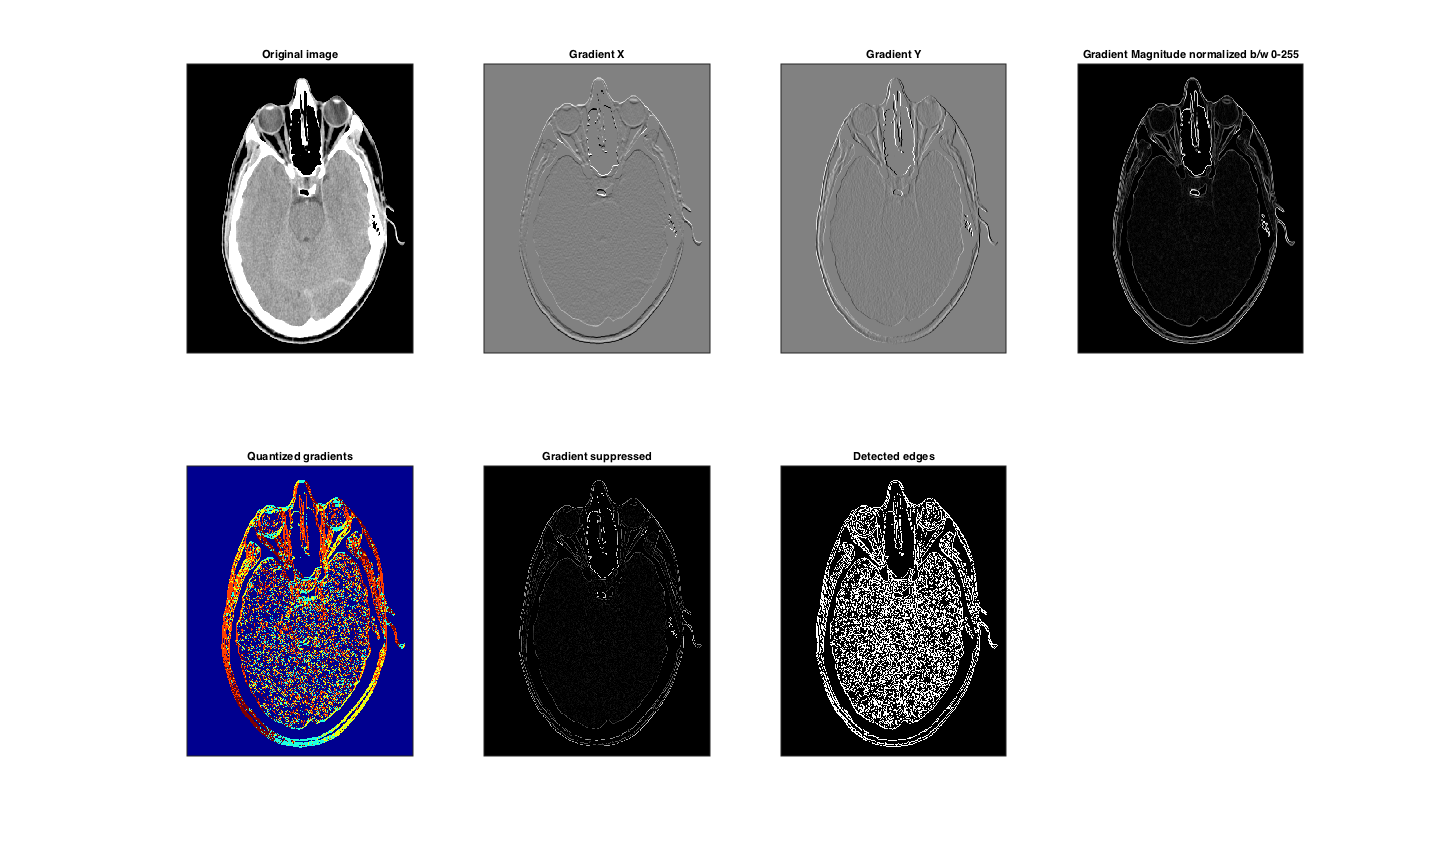 Original image
Gradient X
Gradient Y
Gradient Magnitude normalized b/w 0-255
Quantized gradients
Gradient suppressed
Detected edges